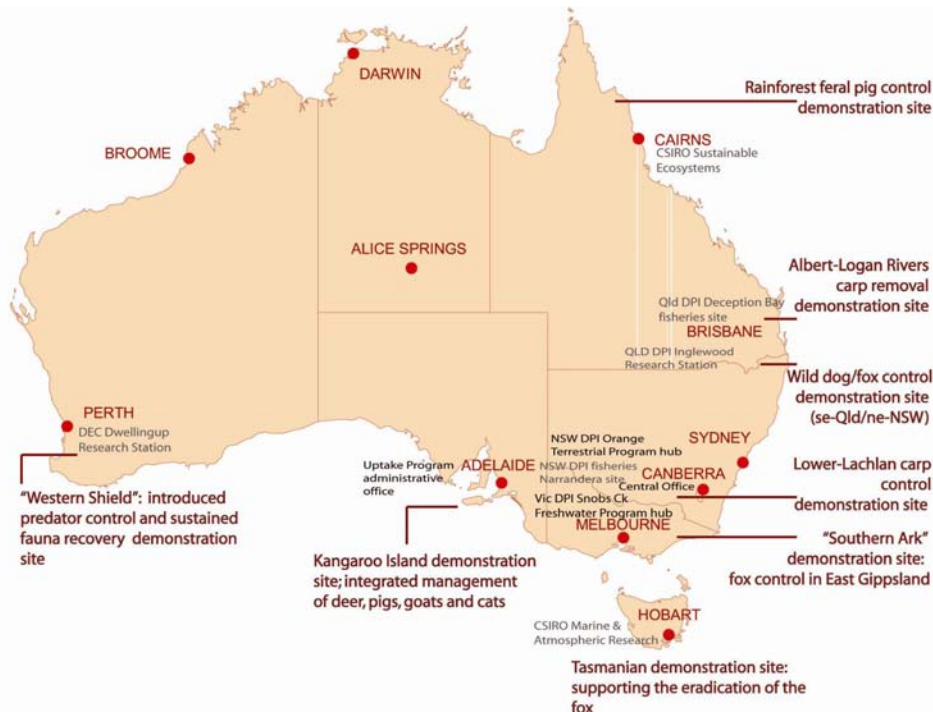 DARWIN
Rainforest feral pig control
demonstration site
BROOME
CAIRNS
CSIRO Sustainable
Ecosystems
ALICE SPRINGS
Albert-Logan Rivers
carp removal
demonstration site
Qld DPI Deception Bay
fisheries site
BRISBANE
QLD DPI Inglewood
Research Station
Wild dog/fox control
demonstration site
(se-Qld/ne-NSW)
PERTH
DEC Dwellingup
Research Station
"Western Shield": introduced
predator control and sustained
fauna recovery demonstration
site
Uptake Program
administrative
office
ADELAIDE
NSW DPI Orange
Terrestrial Program hub
SYDNEY
NSW DPI fisheries
Narrandera site
CANBERRA
Central Office
Lower-Lachlan carp
control
demonstration site
Vic DPI Snobs Ck
Freshwater Program hub
MELBOURNE
"Southern Ark"
demonstration site:
fox control in East Gippsland
Kangaroo Island demonstration
site; integrated management
of deer, pigs, goats and cats
HOBART
CSIRO Marine &
Atmospheric Research
Tasmanian demonstration site:
supporting the eradication of the
fox